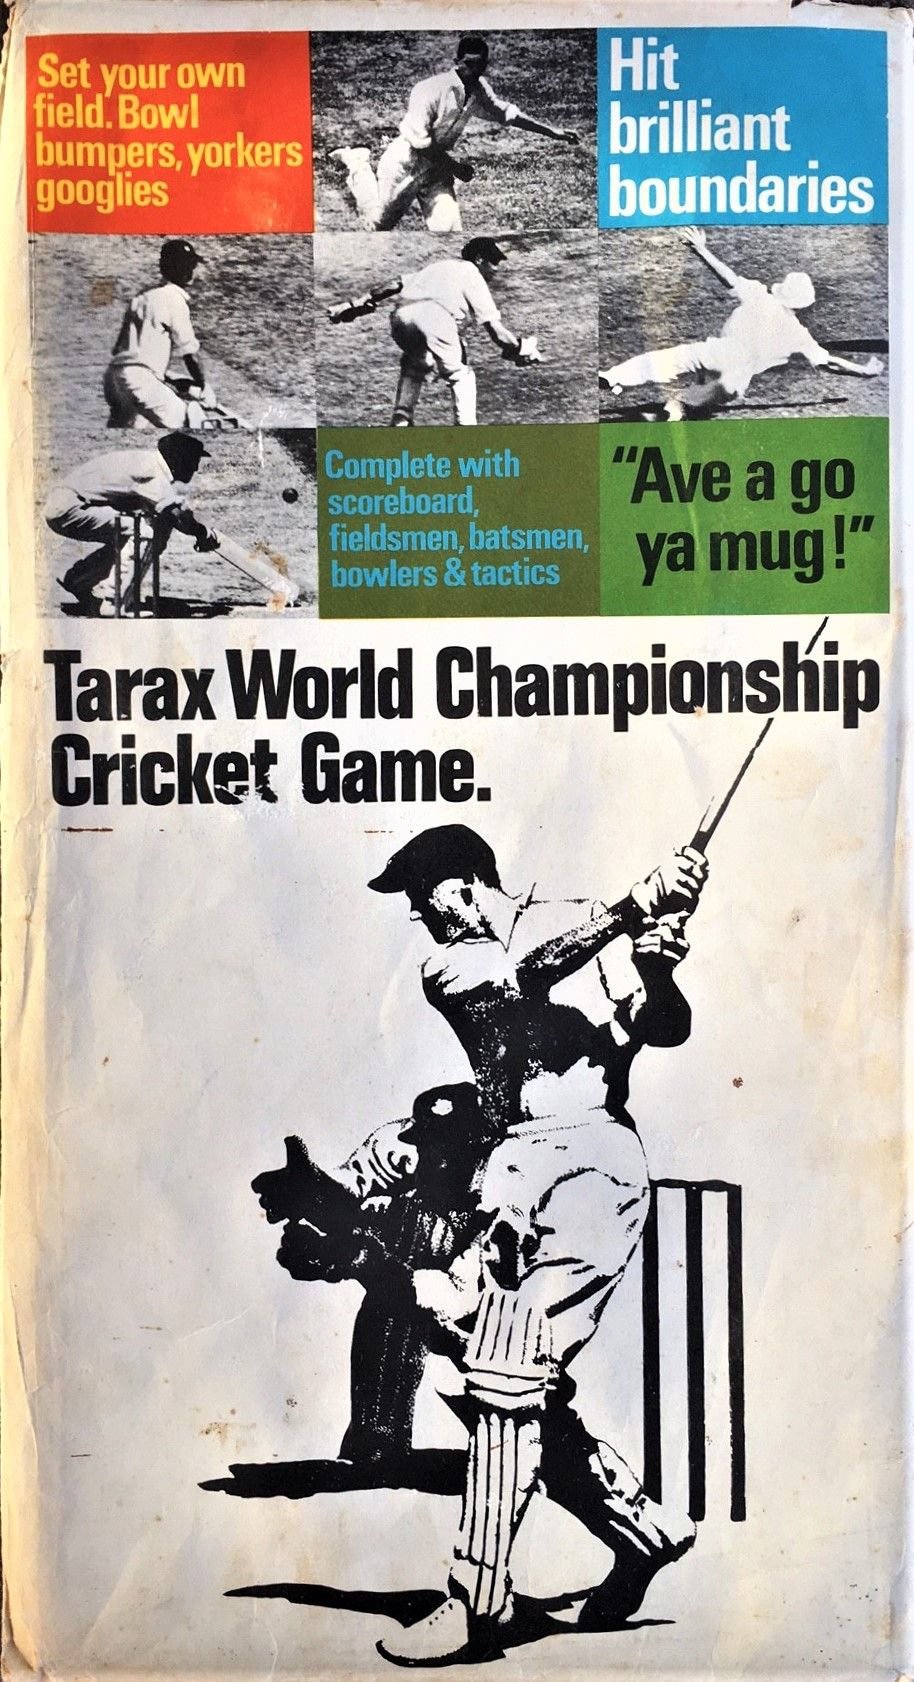 Set your own
field. Bowl
bumpers, yorkers
googlies
Hit
brilliant
boundaries
Complete with
scoreboard,
fieldsmen, batsmen,
bowlers & tactics
"Ave a go
ya mug!"
Tarax World Championship
Cricket Game.